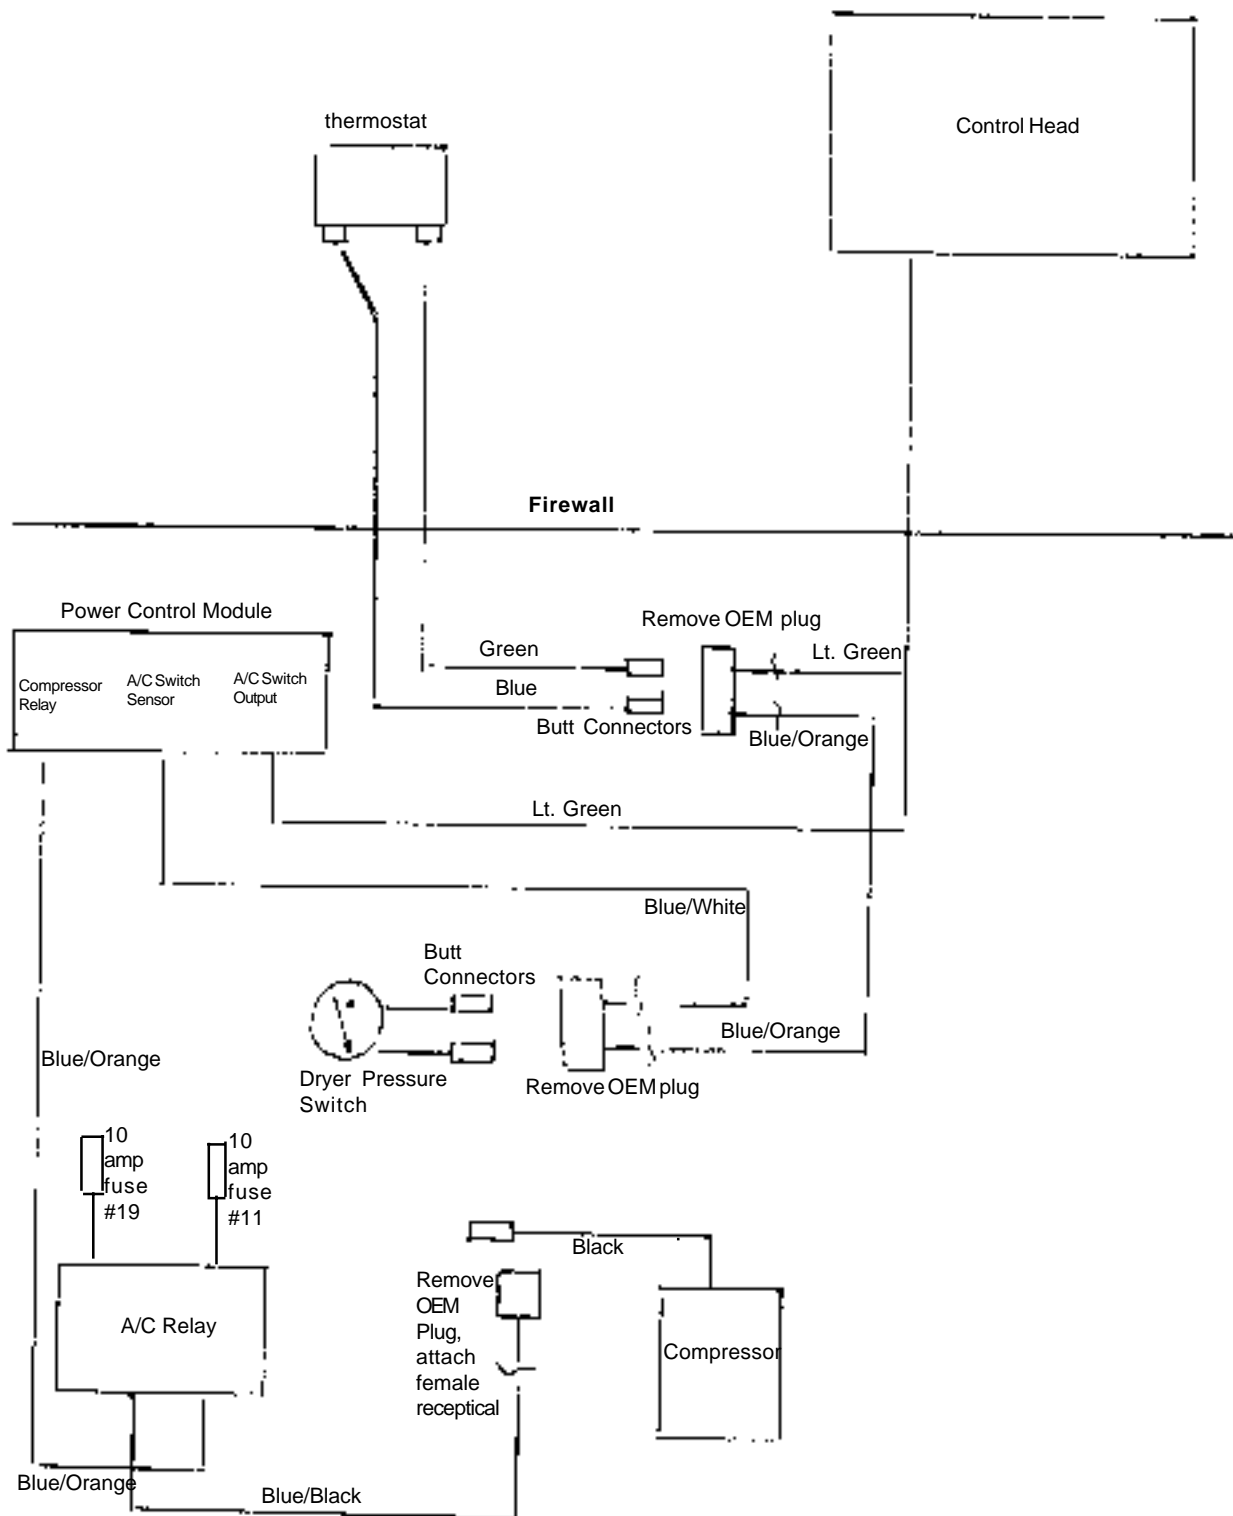 thermostat
Control Head
Firewall
Power Control Module
Remove OEM plug
Compressor
Relay
A/C Switch
Sensor
A/C Switch
Output
Green
Lt. Green
Blue
Butt Connectors
Blue/Orange
Lt. Green
Blue/White
Butt
Connectors
Blue/Orange
Blue/Orange
Dryer Pressure
Switch
Remove OEM plug
10
amp
fuse
#19
10
amp
fuse
#11
Black
Remove
OEM
Plug,
attach
female
receptical
A/C Relay
Compressor
Blue/Orange
Blue/Black